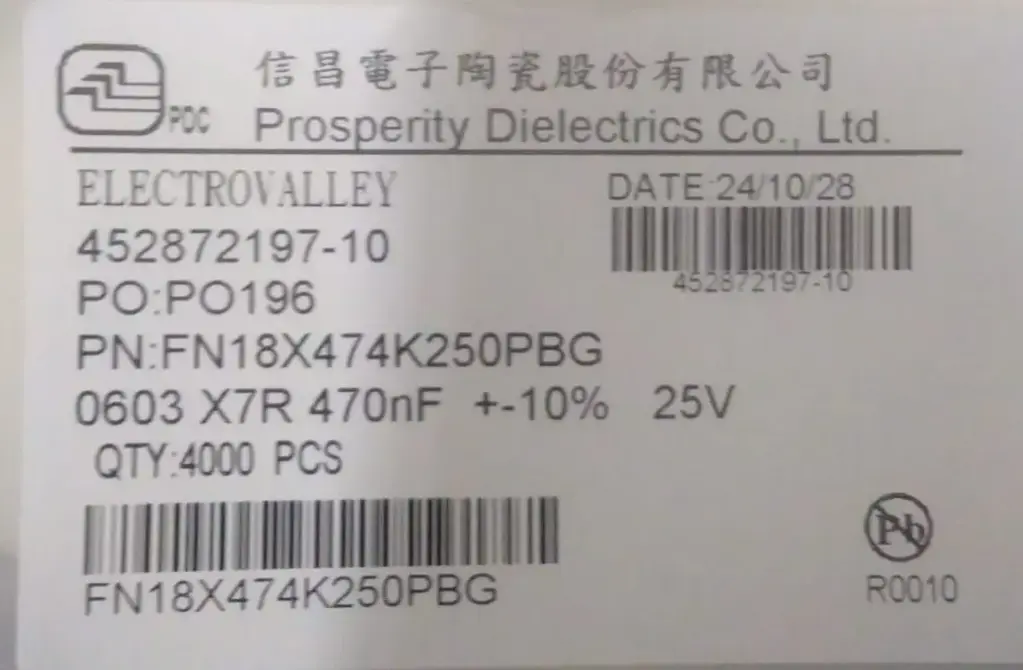 信昌電子陶瓷股份有限公司
PDC Prosperity Dielectrics Co., Ltd.
ELECTROVALLEY
DATE:24/10/28
452872197-10
452872197-10
PO:PO196
PN:FN18X474K250PBG
0603 X7R 470nF +-10% 25V
QTY:4000 PCS
FN18X474K250PBG
Pb
R0010